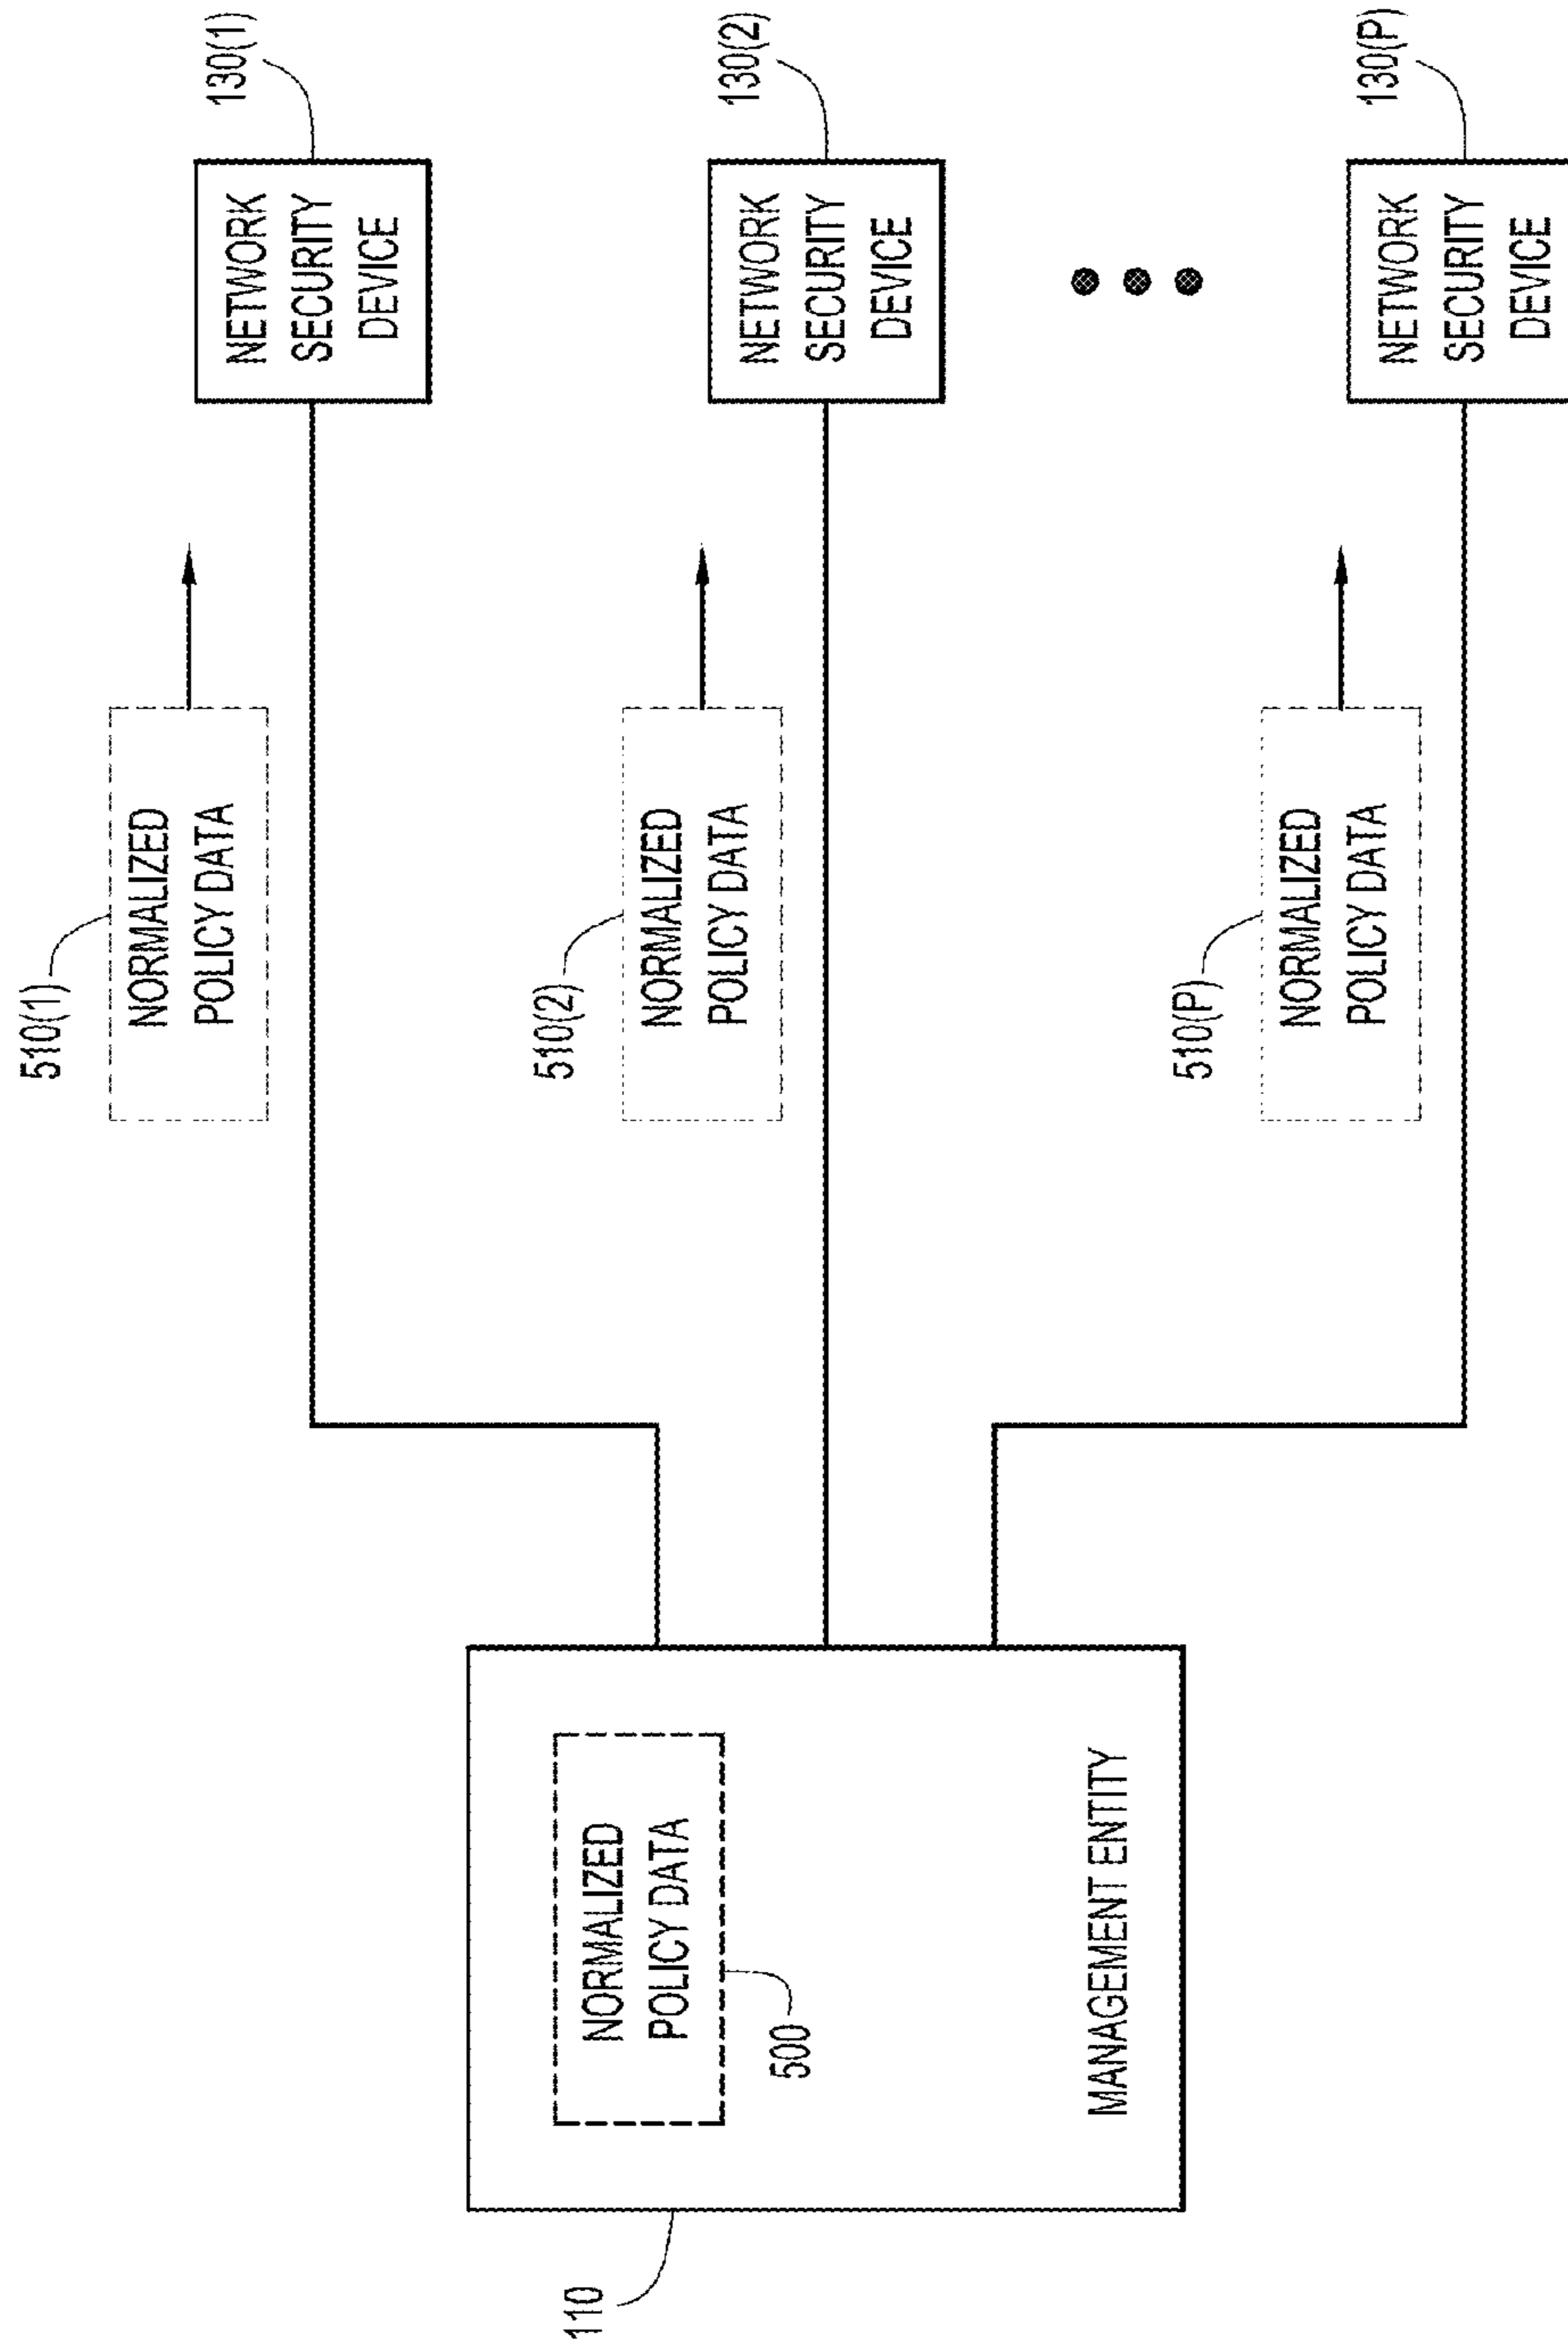 510(1)
NORMALIZED
POLICY DATA
130(1)
NETWORK
SECURITY
DEVICE
510(2)
NORMALIZED
POLICY DATA
130(2)
NETWORK
SECURITY
DEVICE
110
NORMALIZED
POLICY DATA
500
MANAGEMENT ENTITY
510(P)
NORMALIZED
POLICY DATA
130(P)
NETWORK
SECURITY
DEVICE